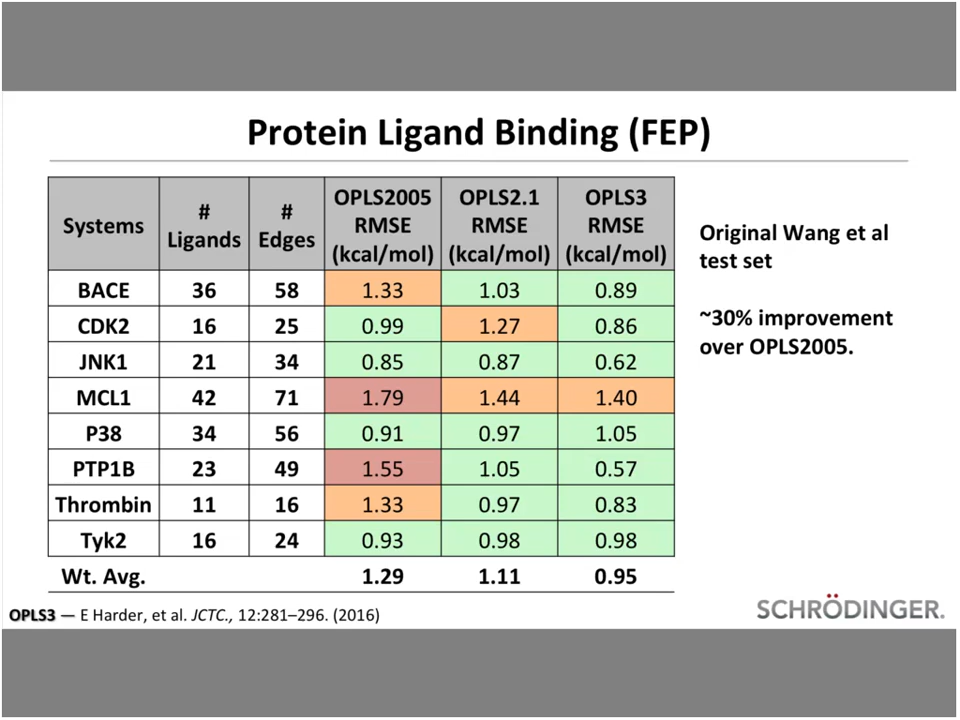 Protein Ligand Binding (FEP)
Systems # Ligands # Edges OPLS2005 RMSE (kcal/mol) OPLS2.1 RMSE (kcal/mol) OPLS3 RMSE (kcal/mol)
BACE 36 58 1.33 1.03 0.89
CDK2 16 25 0.99 1.27 0.86
JNK1 21 34 0.85 0.87 0.62
MCL1 42 71 1.79 1.44 1.40
P38 34 56 0.91 0.97 1.05
PTP1B 23 49 1.55 1.05 0.57
Thrombin 11 16 1.33 0.97 0.83
Tyk2 16 24 0.93 0.98 0.98
Wt. Avg. 1.29 1.11 0.95
Original Wang et al
test set
~30% improvement
over OPLS2005.
OPLS3 — E Harder, et al. JCTC., 12:281–296. (2016)
SCHRÖDINGER.